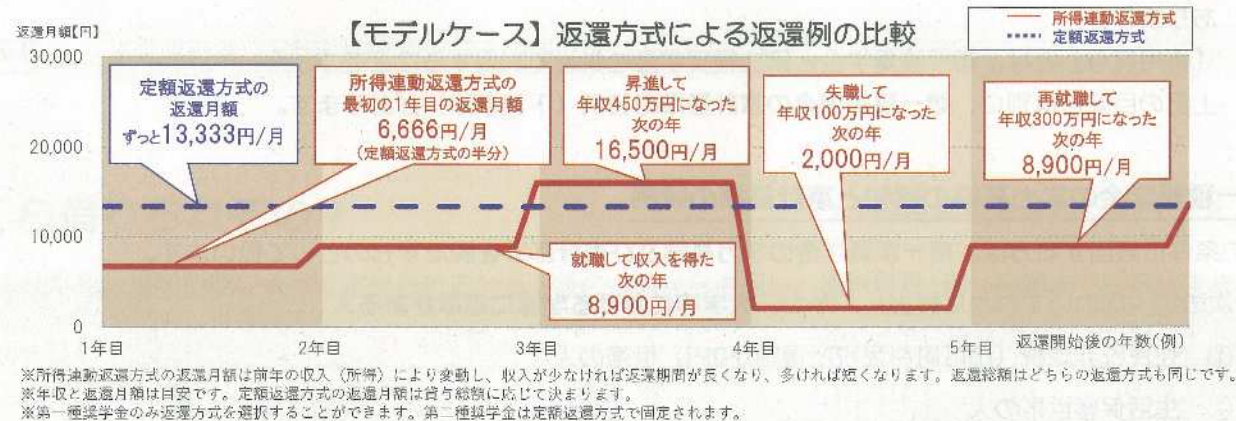 返還月額[円]
【モデルケース】返還方式による返還例の比較
所得連動返還方式
定額返還方式
30,000
20,000
10,000
0
定額返還方式の
返還月額
ずっと13,333円/月
所得連動返還方式の
最初の1年目の返還月額
6,666円/月
(定額返還方式の半分)
昇進して
年収450万円になった
次の年
16,500円/月
失職して
年収100万円になった
次の年
2,000円/月
再就職して
年収300万円になった
次の年
8,900円/月
就職して収入を得た
次の年
8,900円/月
1年目
2年目
3年目
4年目
5年目
返還開始後の年数(例)
※所得連動返還方式の返還月額は前年の収入(所得)により変動し、収入が少なければ返還期間が長くなり、多ければ短くなります。返還総額はどちらの返還方式も同じです。
※年収と返還月額は目安です。定額返還方式の返還月額は貸与総額に応じて決まります。
※第一種奨学金のみ返還方式を選択することができます。第二種奨学金は定額返還方式で固定されます。